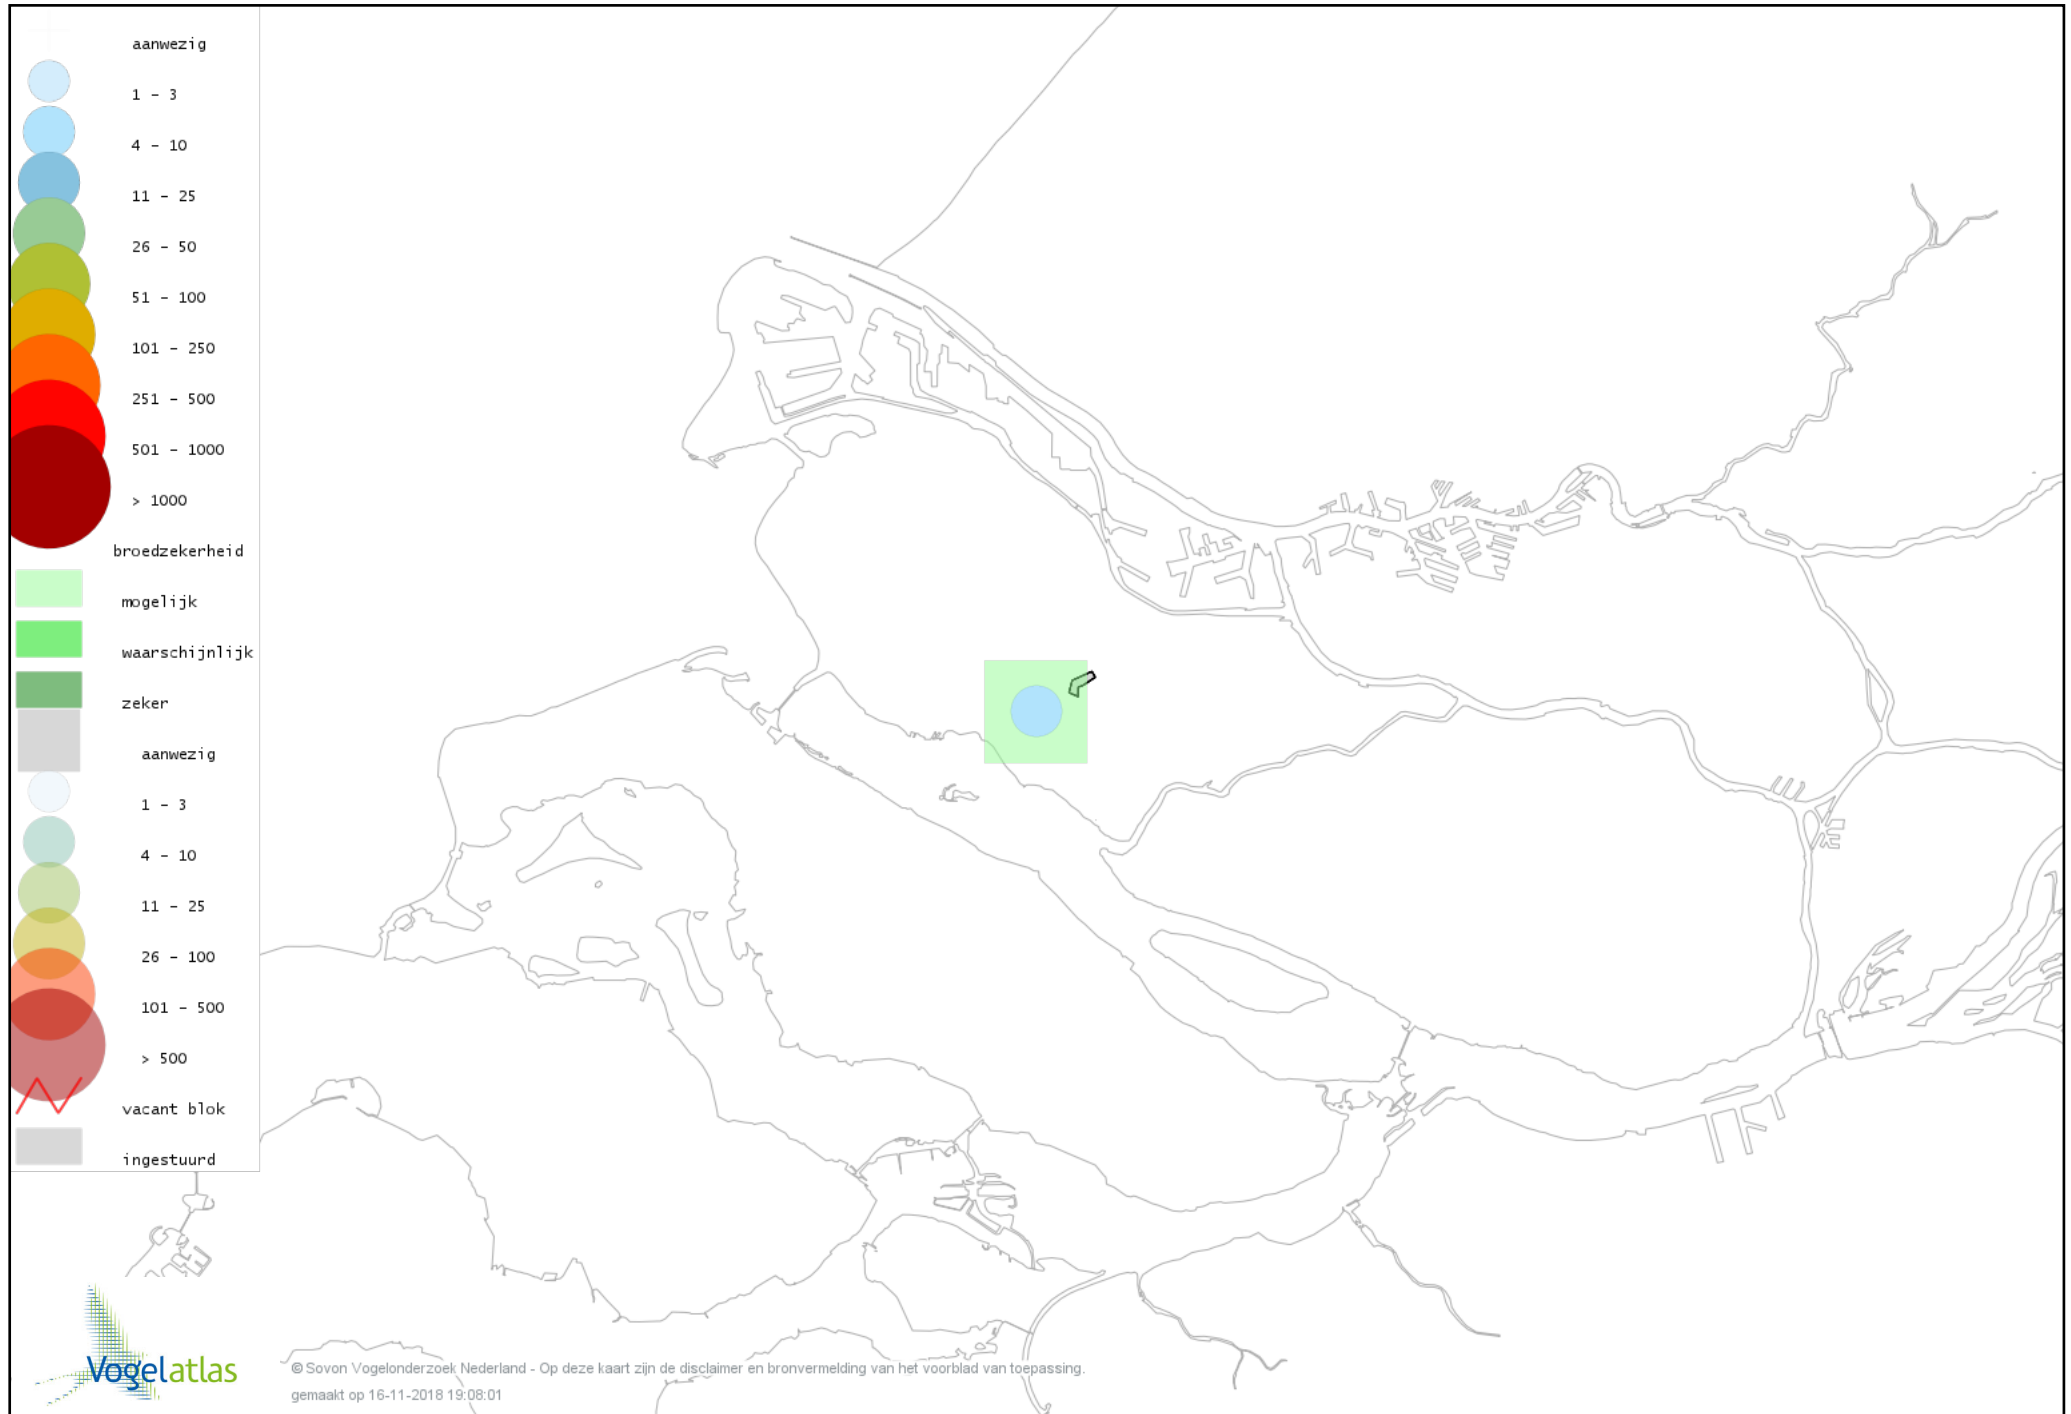 aanwezig
1 - 3
4 - 10
11 - 25
26 - 50
51 - 100
101 - 250
251 - 500
501 - 1000
> 1000
broedzekerheid
mogelijk
waarschijnlijk
zeker
aanwezig
1 - 3
4 - 10
11 - 25
26 - 100
101 - 500
> 500
vacant blok
ingestuurd
Vogelatlas
© Sovon Vogelonderzoek Nederland - Op deze kaart zijn de disclaimer en bronvermelding van het voorblad van toepassing.
gemaakt op 16-11-2018 19:08:01